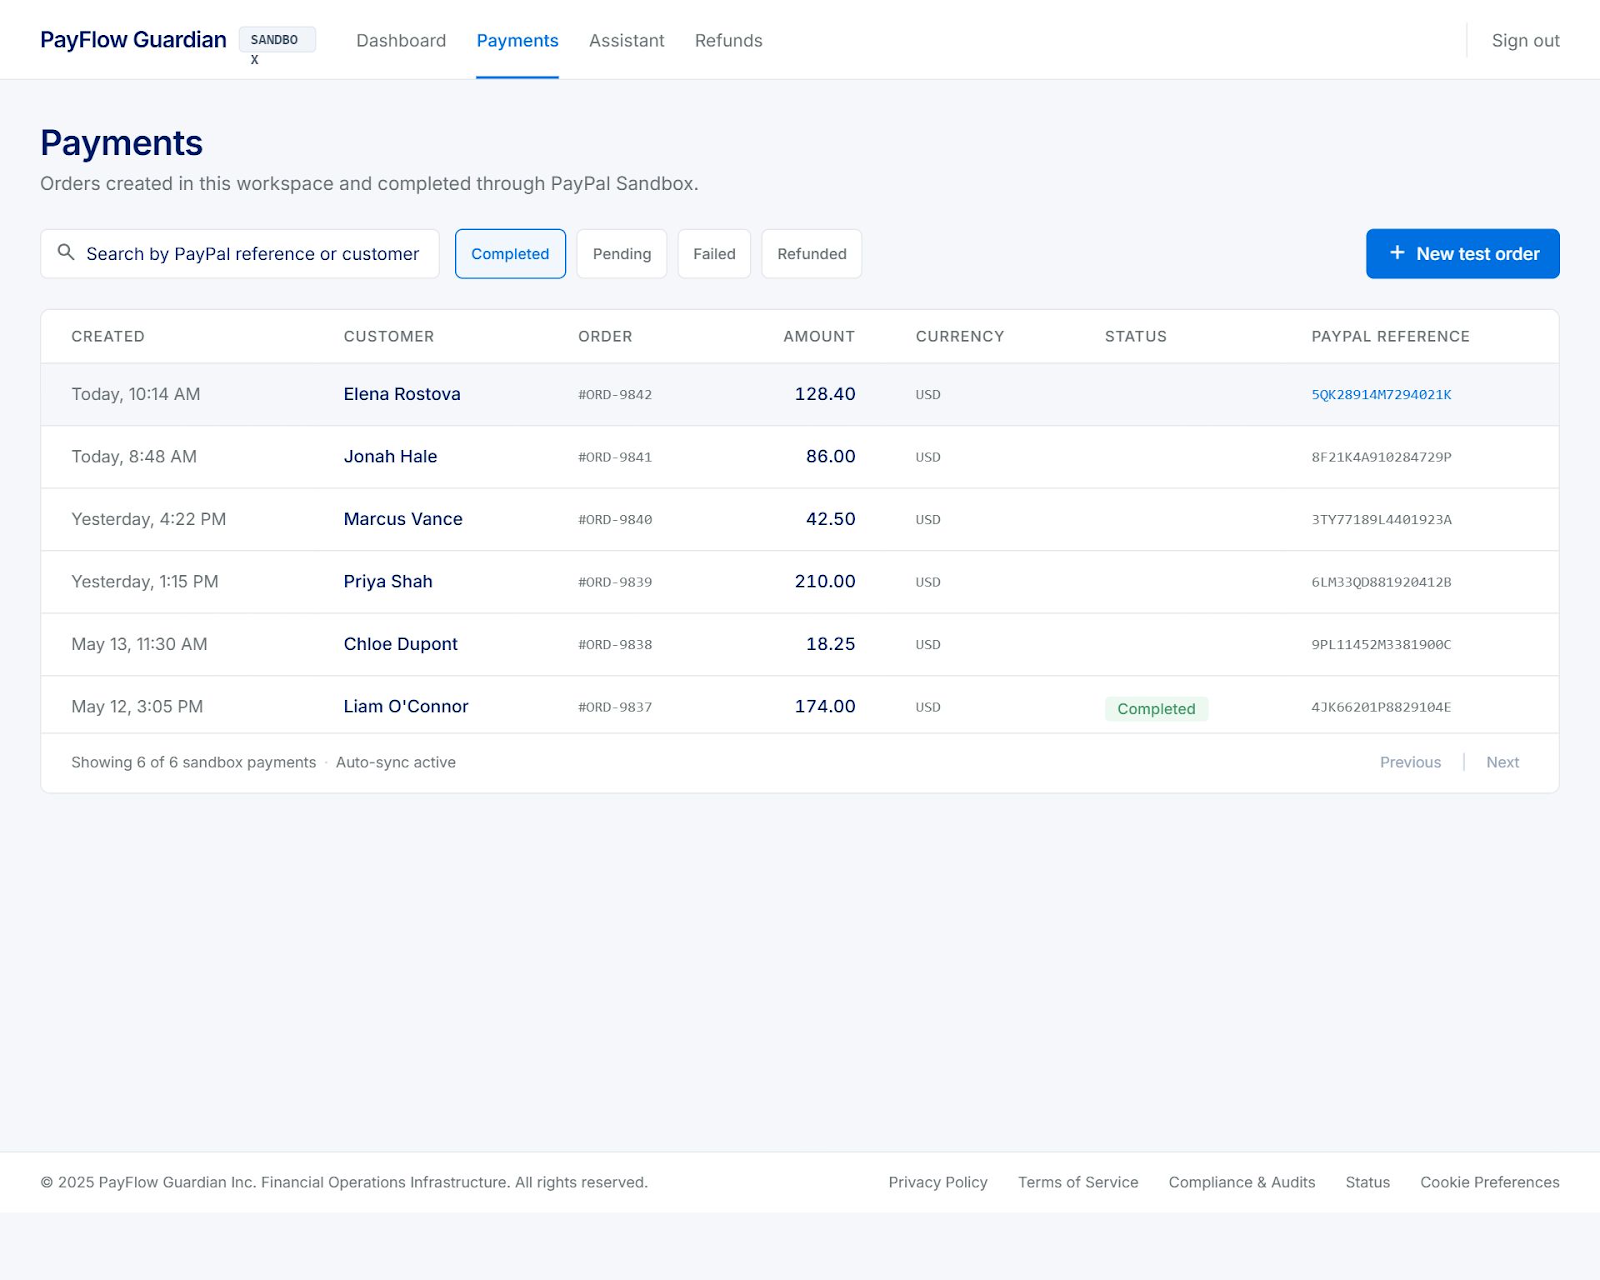 PayFlow Guardian SANDBO Dashboard Payments Assistant Refunds Sign out
X
Payments
Orders created in this workspace and completed through PayPal Sandbox.
Search by PayPal reference or customer Completed Pending Failed Refunded + New test order
CREATED CUSTOMER ORDER AMOUNT CURRENCY STATUS PAYPAL REFERENCE
Today, 10:14 AM Elena Rostova #ORD-9842 128.40 USD 5QK28914M7294021K
Today, 8:48 AM Jonah Hale #ORD-9841 86.00 USD 8F21K4A910284729P
Yesterday, 4:22 PM Marcus Vance #ORD-9840 42.50 USD 3TY77189L4401923A
Yesterday, 1:15 PM Priya Shah #ORD-9839 210.00 USD 6LM33QD881920412B
May 13, 11:30 AM Chloe Dupont #ORD-9838 18.25 USD 9PL11452M3381900C
May 12, 3:05 PM Liam O'Connor #ORD-9837 174.00 USD Completed 4JK66201P8829104E
Showing 6 of 6 sandbox payments · Auto-sync active Previous | Next
© 2025 PayFlow Guardian Inc. Financial Operations Infrastructure. All rights reserved. Privacy Policy Terms of Service Compliance & Audits Status Cookie Preferences